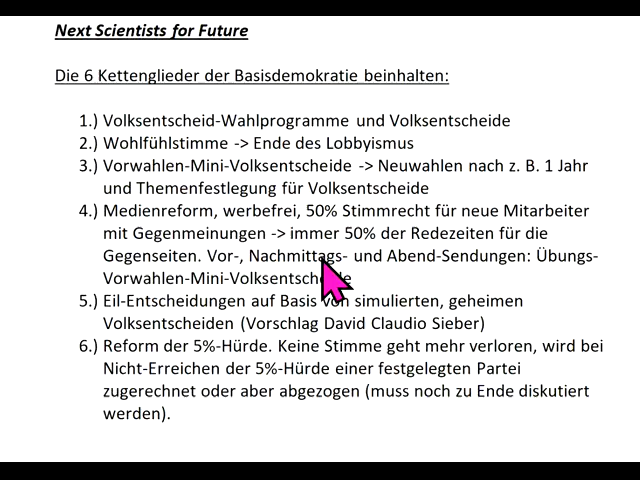 Next Scientists for Future
Die 6 Kettenglieder der Basisdemokratie beinhalten:
1.) Volksentscheid-Wahlprogramme und Volksentscheide
2.) Wohlfühlstimme -> Ende des Lobbyismus
3.) Vorwahlen-Mini-Volksentscheide -> Neuwahlen nach z. B. 1 Jahr
und Themenfestlegung für Volksentscheide
4.) Medienreform, werbefrei, 50% Stimmrecht für neue Mitarbeiter
mit Gegenmeinungen -> immer 50% der Redezeiten für die
Gegenseiten. Vor-, Nachmittags- und Abend-Sendungen: Übungs-
Vorwahlen-Mini-Volksentscheide
5.) Eil-Entscheidungen auf Basis von simulierten, geheimen
Volksentscheiden (Vorschlag David Claudio Sieber)
6.) Reform der 5%-Hürde. Keine Stimme geht mehr verloren, wird bei
Nicht-Erreichen der 5%-Hürde einer festgelegten Partei
zugerechnet oder aber abgezogen (muss noch zu Ende diskutiert
werden).